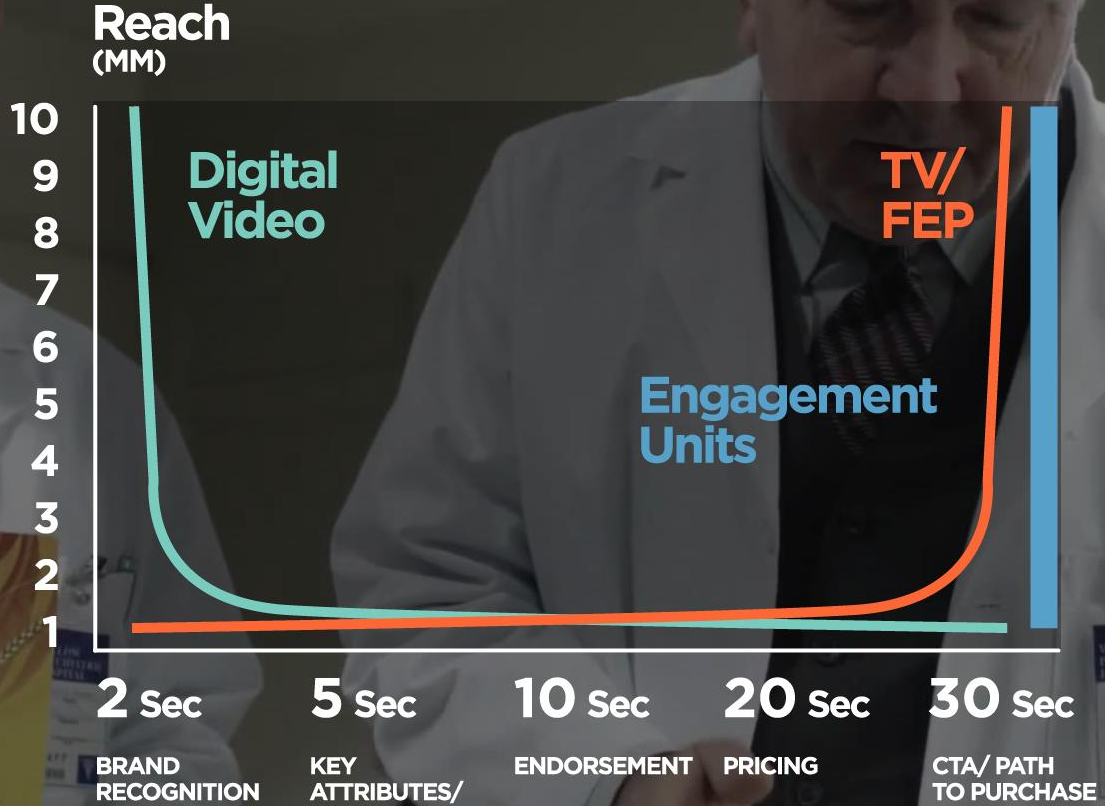 Reach
(MM)
10
9
8
7
6
5
4
3
2
1
Digital
Video
TV/
FEP
Engagement
Units
2 Sec
5 Sec
10 Sec
20 Sec
30 Sec
BRAND
RECOGNITION
KEY
ATTRIBUTES/
ENDORSEMENT
PRICING
CTA/ PATH
TO PURCHASE